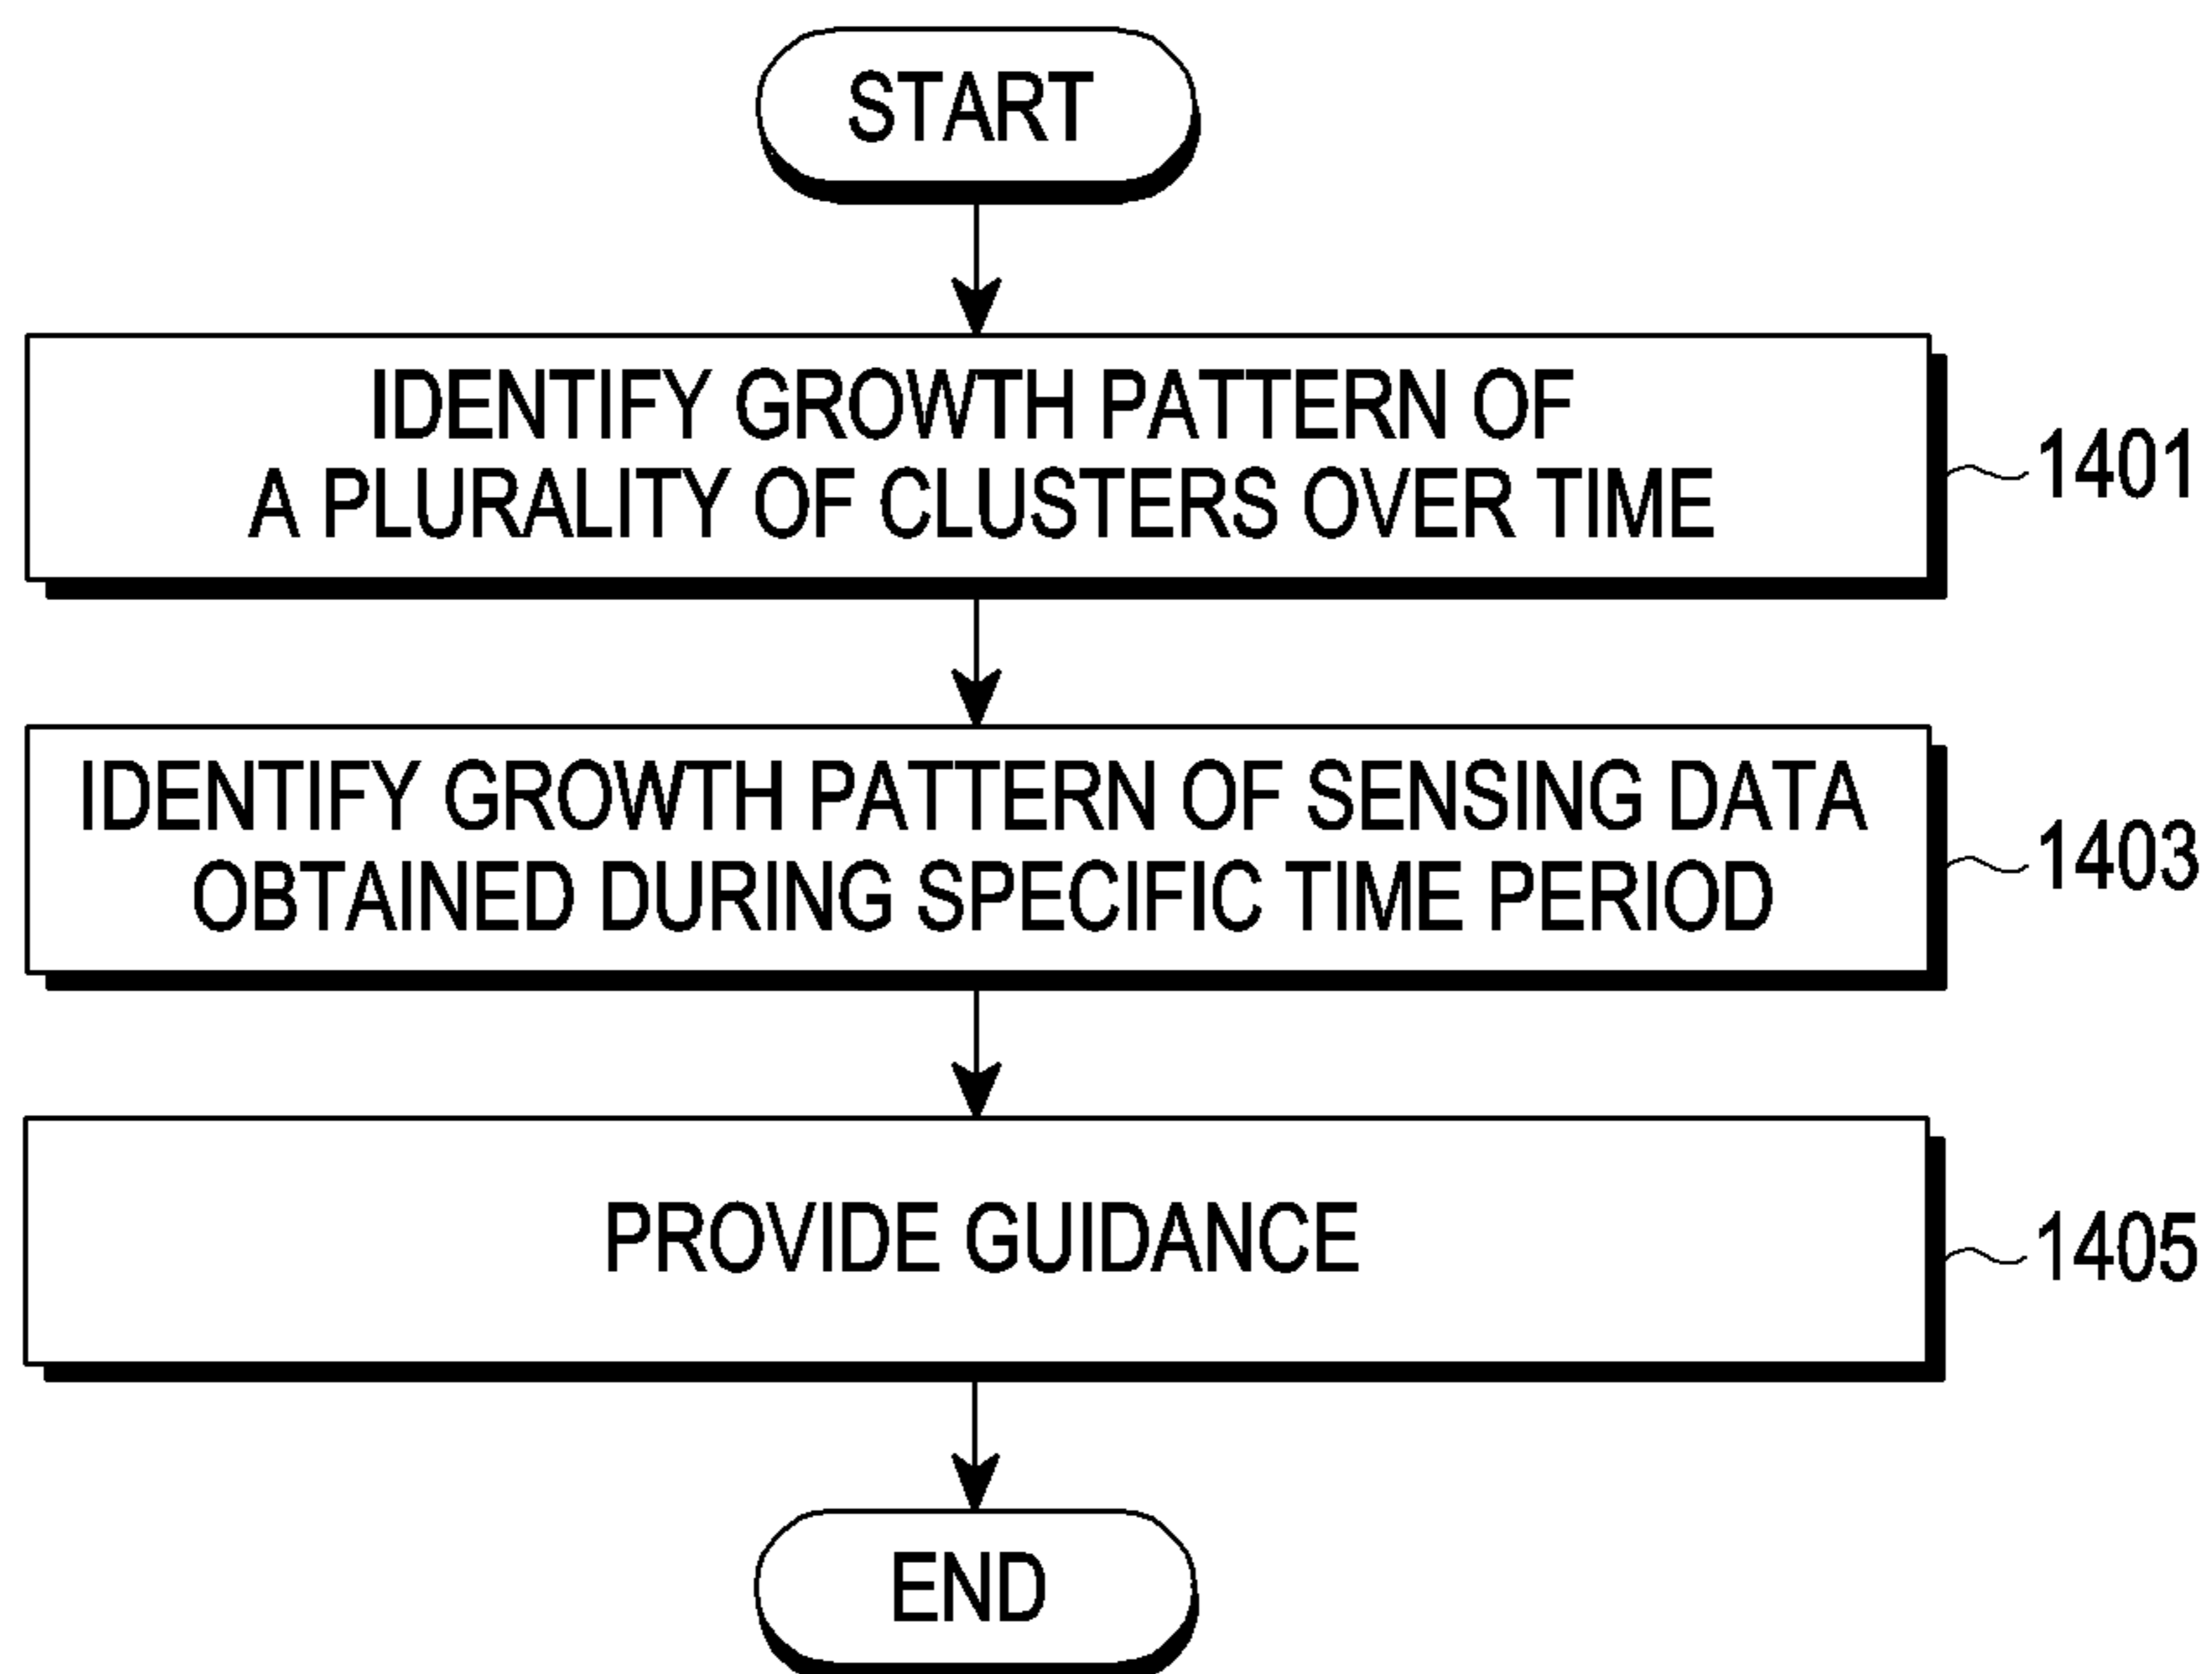 START
IDENTIFY GROWTH PATTERN OF
A PLURALITY OF CLUSTERS OVER TIME
1401
IDENTIFY GROWTH PATTERN OF SENSING DATA
OBTAINED DURING SPECIFIC TIME PERIOD
1403
PROVIDE GUIDANCE
1405
END